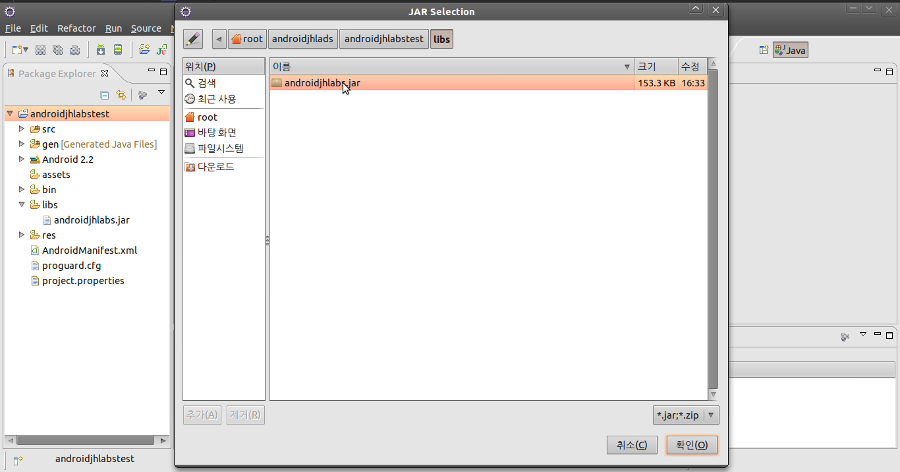 JAR Selection
File Edit Refactor Run Source
Java
Package Explorer
androidjhlabstest
src
gen [Generated Java Files]
Android 2.2
assets
bin
libs
androidjhlabs.jar
res
AndroidManifest.xml
proguard.cfg
project.properties
androidjhlabstest
root androidjhlads androidjhlabstest libs
위치(P)
검색
최근 사용
root
바탕 화면
파일시스템
다운로드
이름 크기 수정
androidjhlabs.jar 153.3 KB 16:33
추가(A) 제거(R)
*.jar;*.zip
취소(C) 확인(O)